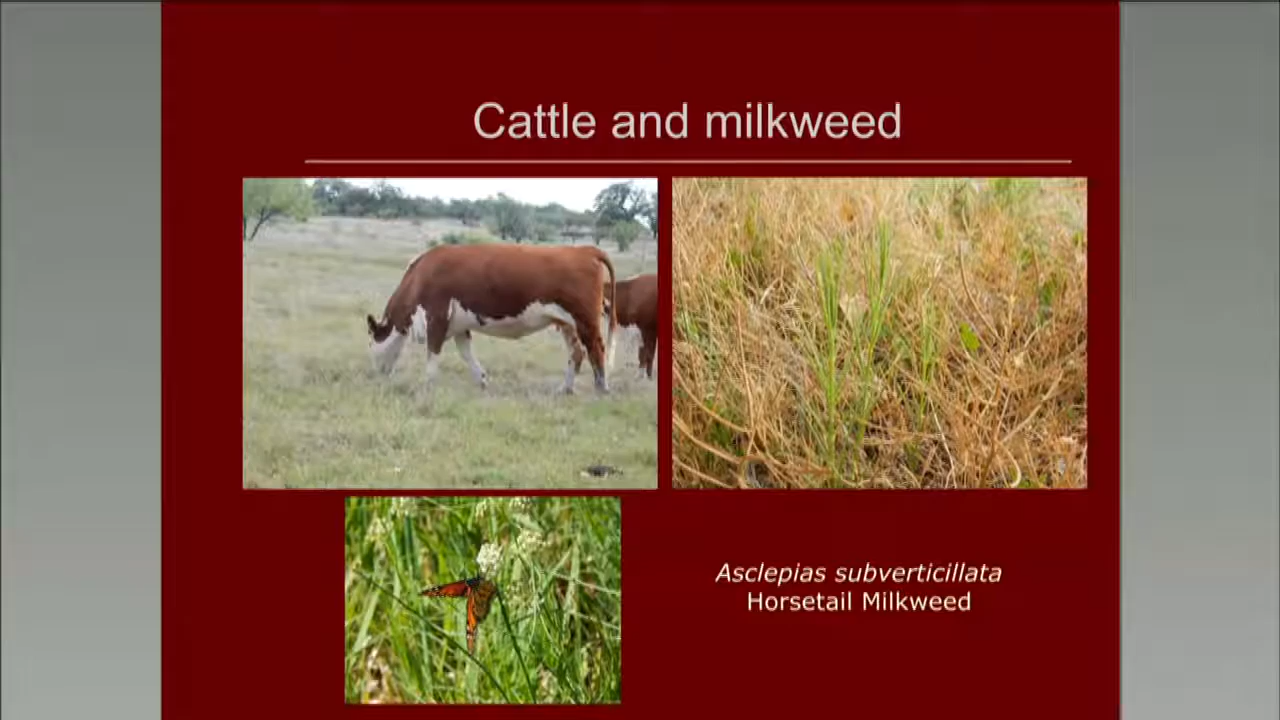 Cattle and milkweed
Asclepias subverticillata
Horsetail Milkweed